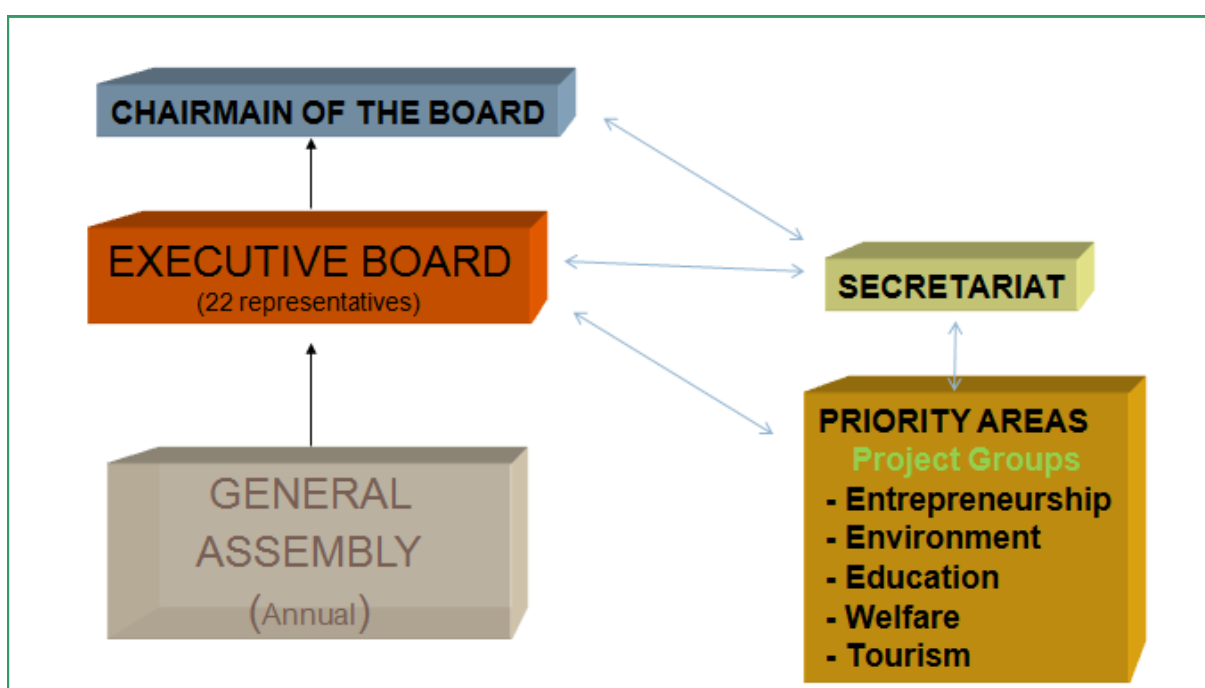 CHAIRMAIN OF THE BOARD
EXECUTIVE BOARD
(22 representatives)
GENERAL
ASSEMBLY
(Annual)
SECRETARIAT
PRIORITY AREAS
Project Groups
- Entrepreneurship
- Environment
- Education
- Welfare
- Tourism